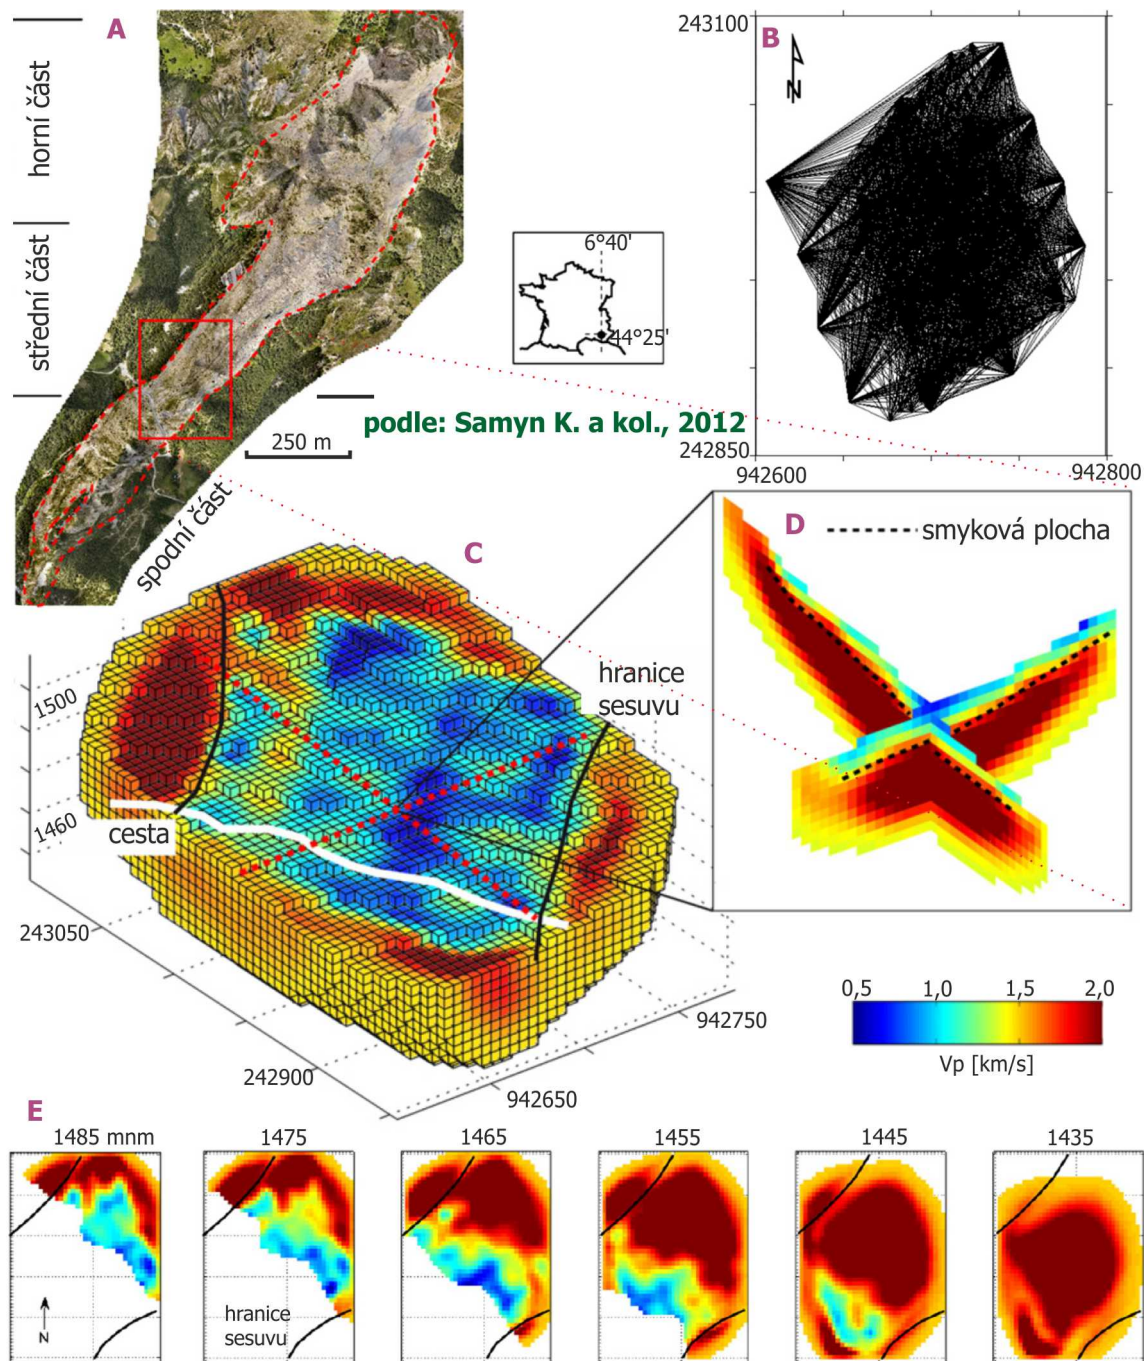 A
horní část
střední část
spodní část
250 m
6°40'
44°25'
podle: Samyn K. a kol., 2012
B
N
243100
242850
942600
942800
C
hranice
sesuvu
cesta
1500
1460
243050
242900
942650
942750
D
smyková plocha
0,5
1,0
1,5
2.0
Vp [km/s]
E
1485 mnm
1475
1465
1455
1445
1435
N
hranice
sesuvu